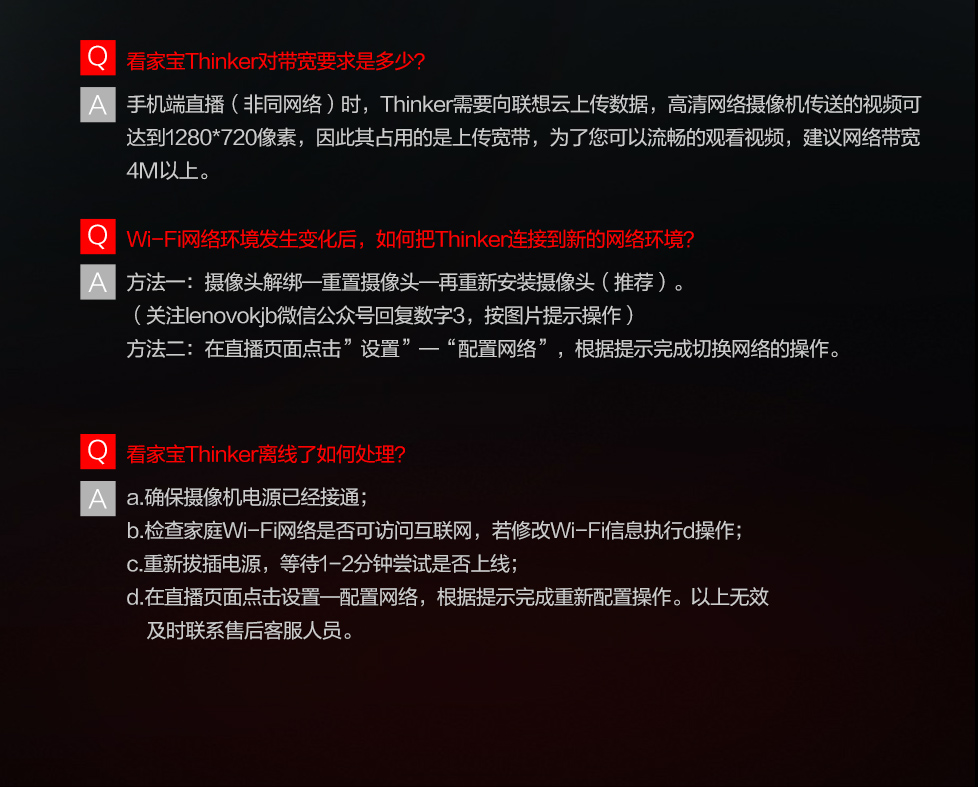 Q 看家宝Thinker对带宽要求是多少?
A 手机端直播（非同网络）时，Thinker需要向联想云上传数据，高清网络摄像机传送的视频可
达到1280*720像素，因此其占用的是上传宽带，为了您可以流畅的观看视频，建议网络带宽
4M以上。
Q Wi-Fi网络环境发生变化后，如何把Thinker连接到新的网络环境?
A 方法一：摄像头解绑—重置摄像头—再重新安装摄像头（推荐）。
（关注lenovokjb微信公众号回复数字3，按图片提示操作）
方法二：在直播页面点击”设置”—“配置网络”，根据提示完成切换网络的操作。
Q 看家宝Thinker离线了如何处理?
A a.确保摄像机电源已经接通；
b.检查家庭Wi-Fi网络是否可访问互联网，若修改Wi-Fi信息执行d操作；
c.重新拔插电源，等待1-2分钟尝试是否上线；
d.在直播页面点击设置—配置网络，根据提示完成重新配置操作。以上无效
及时联系售后客服人员。